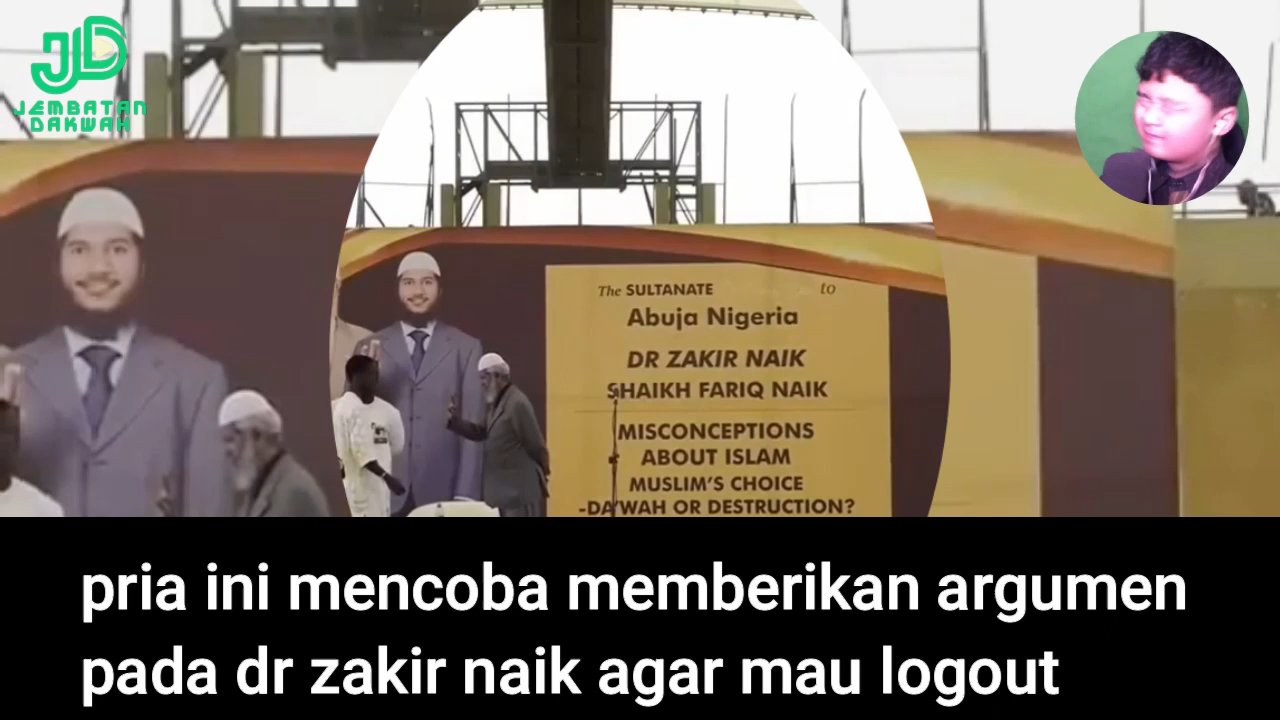 JEMBATAN
DAKWAH
The SULTANATE
to
Abuja Nigeria
DR ZAKIR NAIK
SHAIKH FARIQ NAIK
MISCONCEPTIONS
ABOUT ISLAM
MUSLIM'S CHOICE
-DA'WAH OR DESTRUCTION?
pria ini mencoba memberikan argumen
pada dr zakir naik agar mau logout